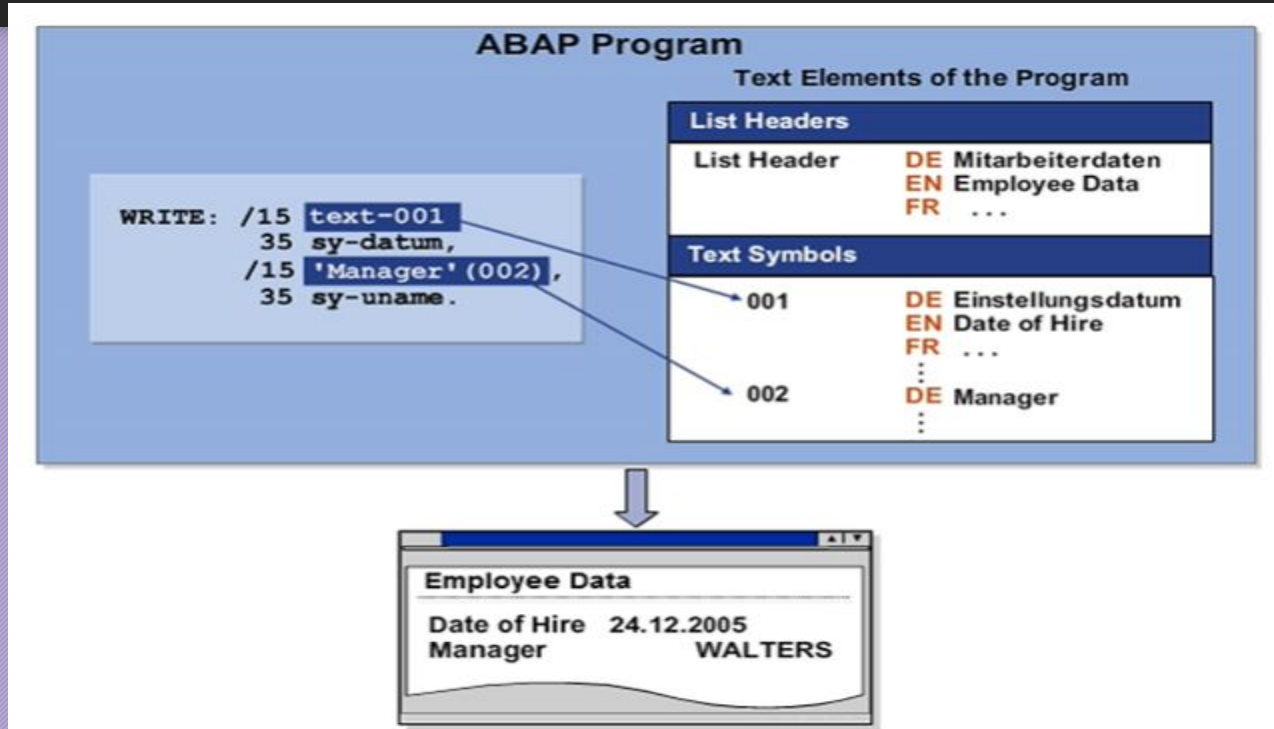 ABAP Program
Text Elements of the Program
WRITE: /15 text-001
35 sy-datum,
/15 'Manager'(002),
35 sy-uname.
List Headers
List Header DE Mitarbeiterdaten
EN Employee Data
FR ...
Text Symbols
001 DE Einstellungsdatum
EN Date of Hire
FR ...
⋮
002 DE Manager
⋮
Employee Data
Date of Hire 24.12.2005
Manager WALTERS